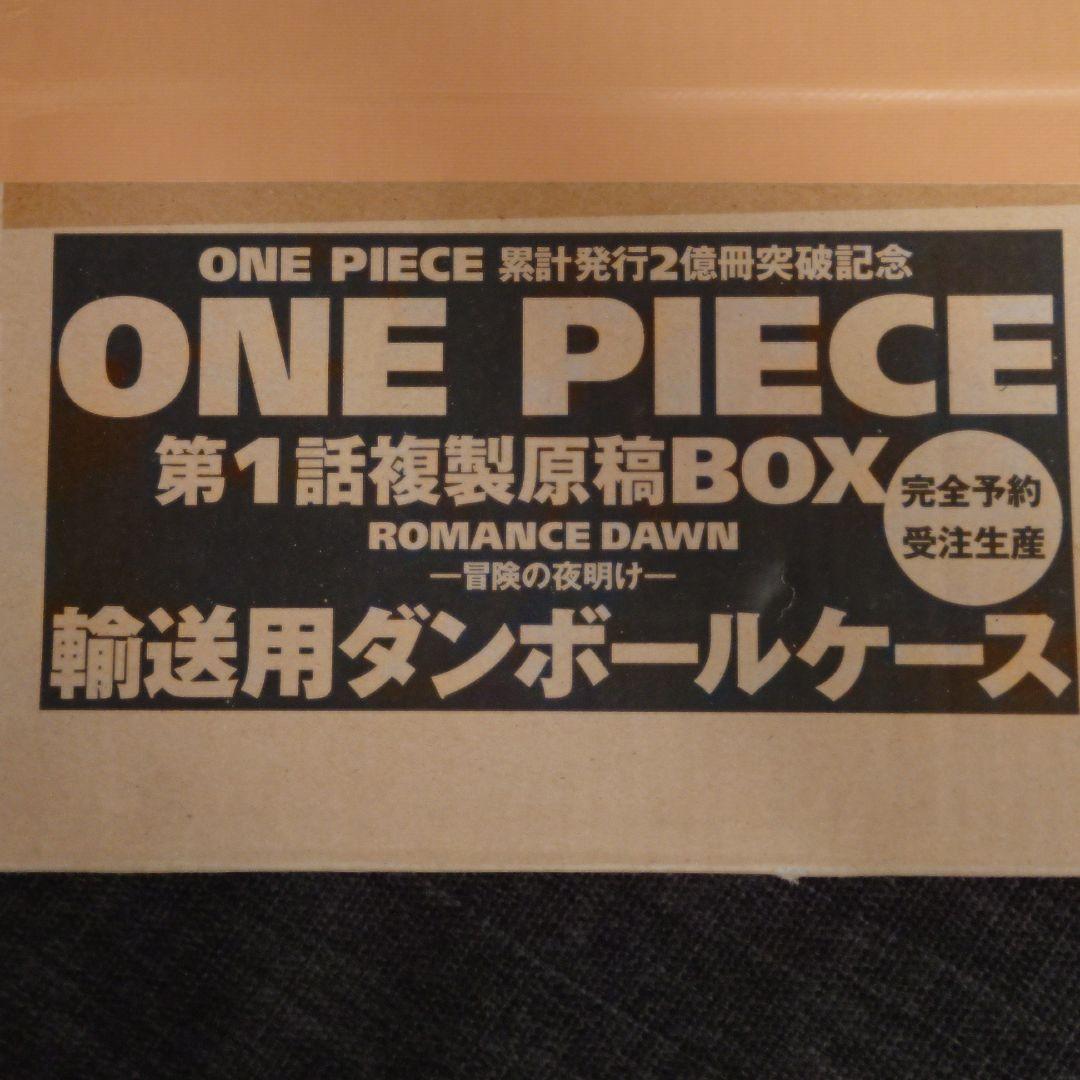 ONE PIECE 累計発行2億冊突破記念
ONE PIECE
第1話複製原稿BOX
完全予約
受注生産
ROMANCE DAWN
―冒険の夜明け―
輸送用ダンボールケース